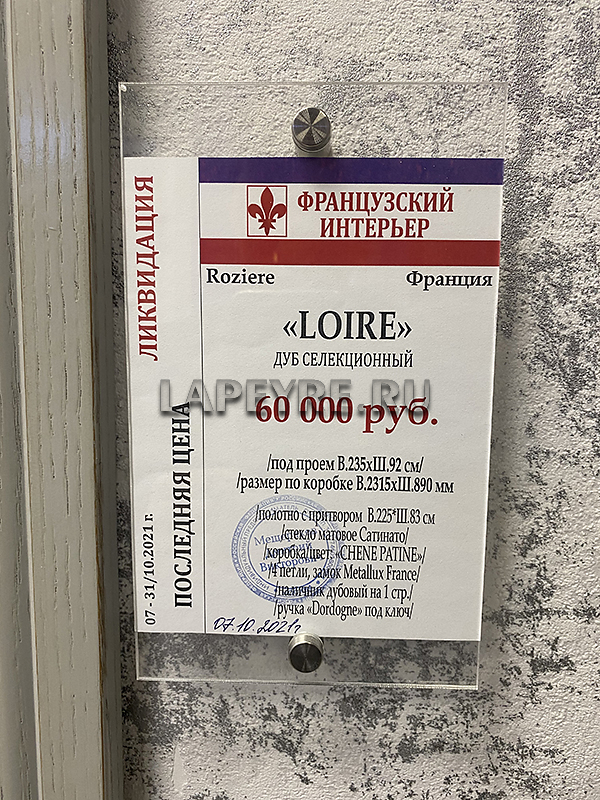 ФРАНЦУЗСКИЙ
ИНТЕРЬЕР
Roziere Франция
«LOIRE»
ДУБ СЕЛЕКЦИОННЫЙ
LAPEYRE.RU
60 000 руб.
/под проем В.235хШ.92 см/
/размер по коробке В.2315хШ.890 мм
/полотно с притвором В.225*Ш.83 см
/стекло матовое Сатинато/
/коробка/цвет: «CHENE PATINE»/
/4 петли, замок Metallux France/
/наличник дубовый на 1 стр./
/ручка «Dordogne» под ключ/
07.10.2021г
ЛИКВИДАЦИЯ
ПОСЛЕДНЯЯ ЦЕНА
07 - 31/10.2021 г.